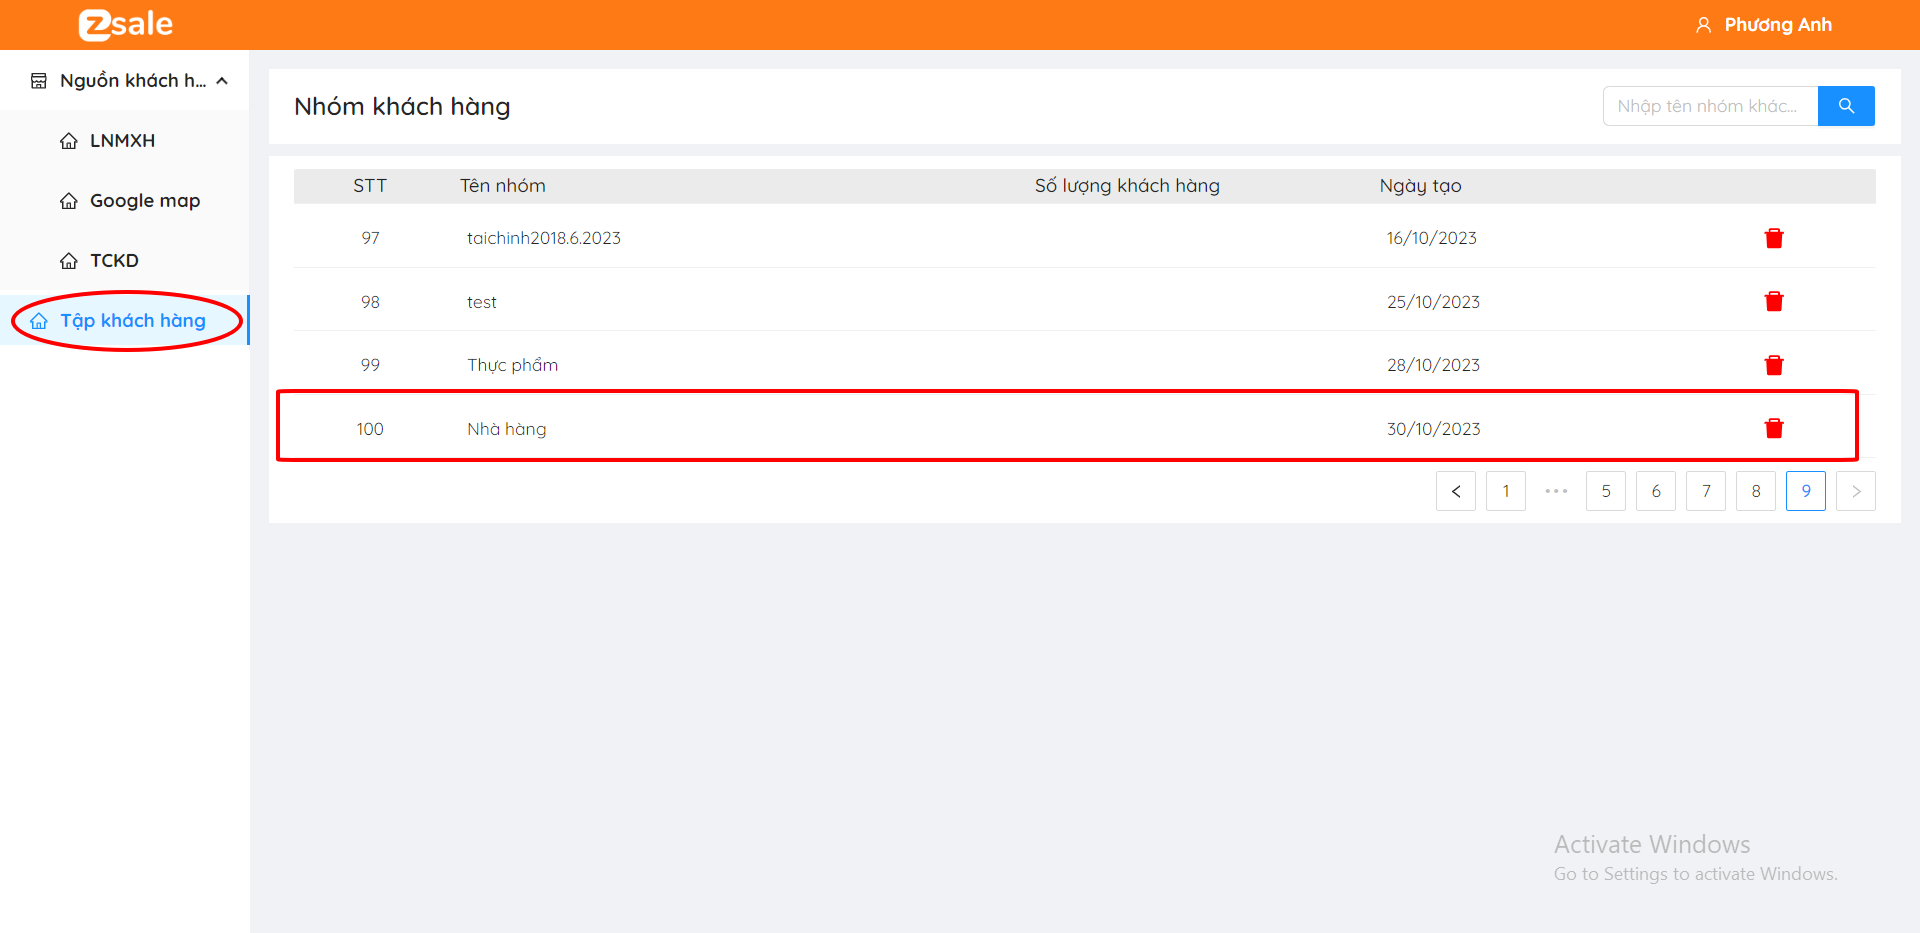 zsale
Phương Anh
Nguồn khách h...
LNMXH
Google map
TCKD
Tập khách hàng
Nhóm khách hàng
Nhập tên nhóm khác...
STT Tên nhóm Số lượng khách hàng Ngày tạo
97 taichinh2018.6.2023 16/10/2023
98 test 25/10/2023
99 Thực phẩm 28/10/2023
100 Nhà hàng 30/10/2023
< 1 ••• 5 6 7 8 9 >
Activate Windows
Go to Settings to activate Windows.